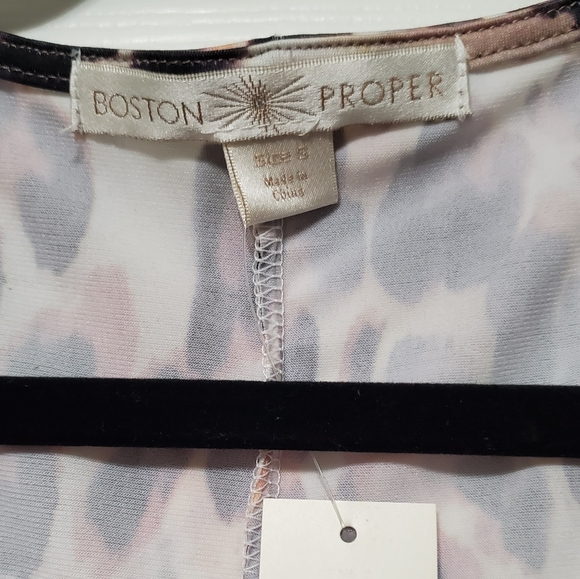 BOSTON PROPER
Size S
Made in
China